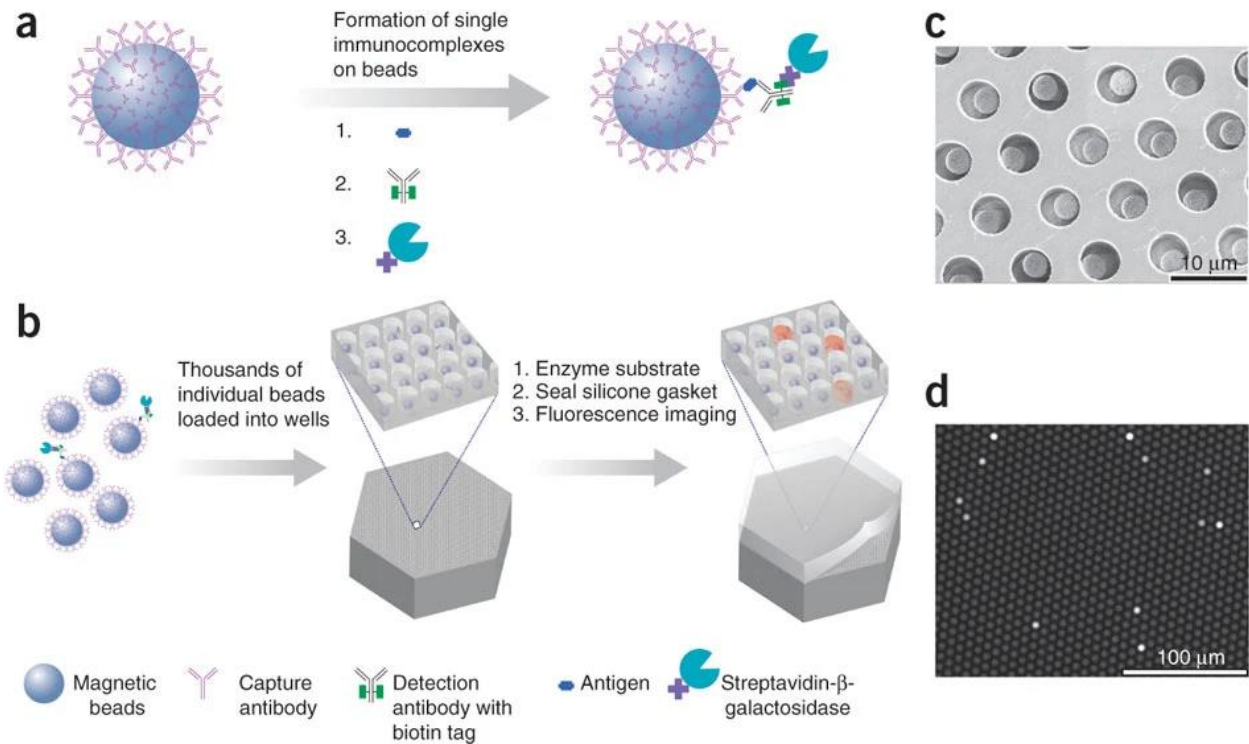 a
Formation of single
immunocomplexes
on beads
1.
2.
3.
c
10 μm
b
Thousands of
individual beads
loaded into wells
1. Enzyme substrate
2. Seal silicone gasket
3. Fluorescence imaging
d
100 μm
Magnetic
beads
Capture
antibody
Detection
antibody with
biotin tag
Antigen
Streptavidin-β-
galactosidase